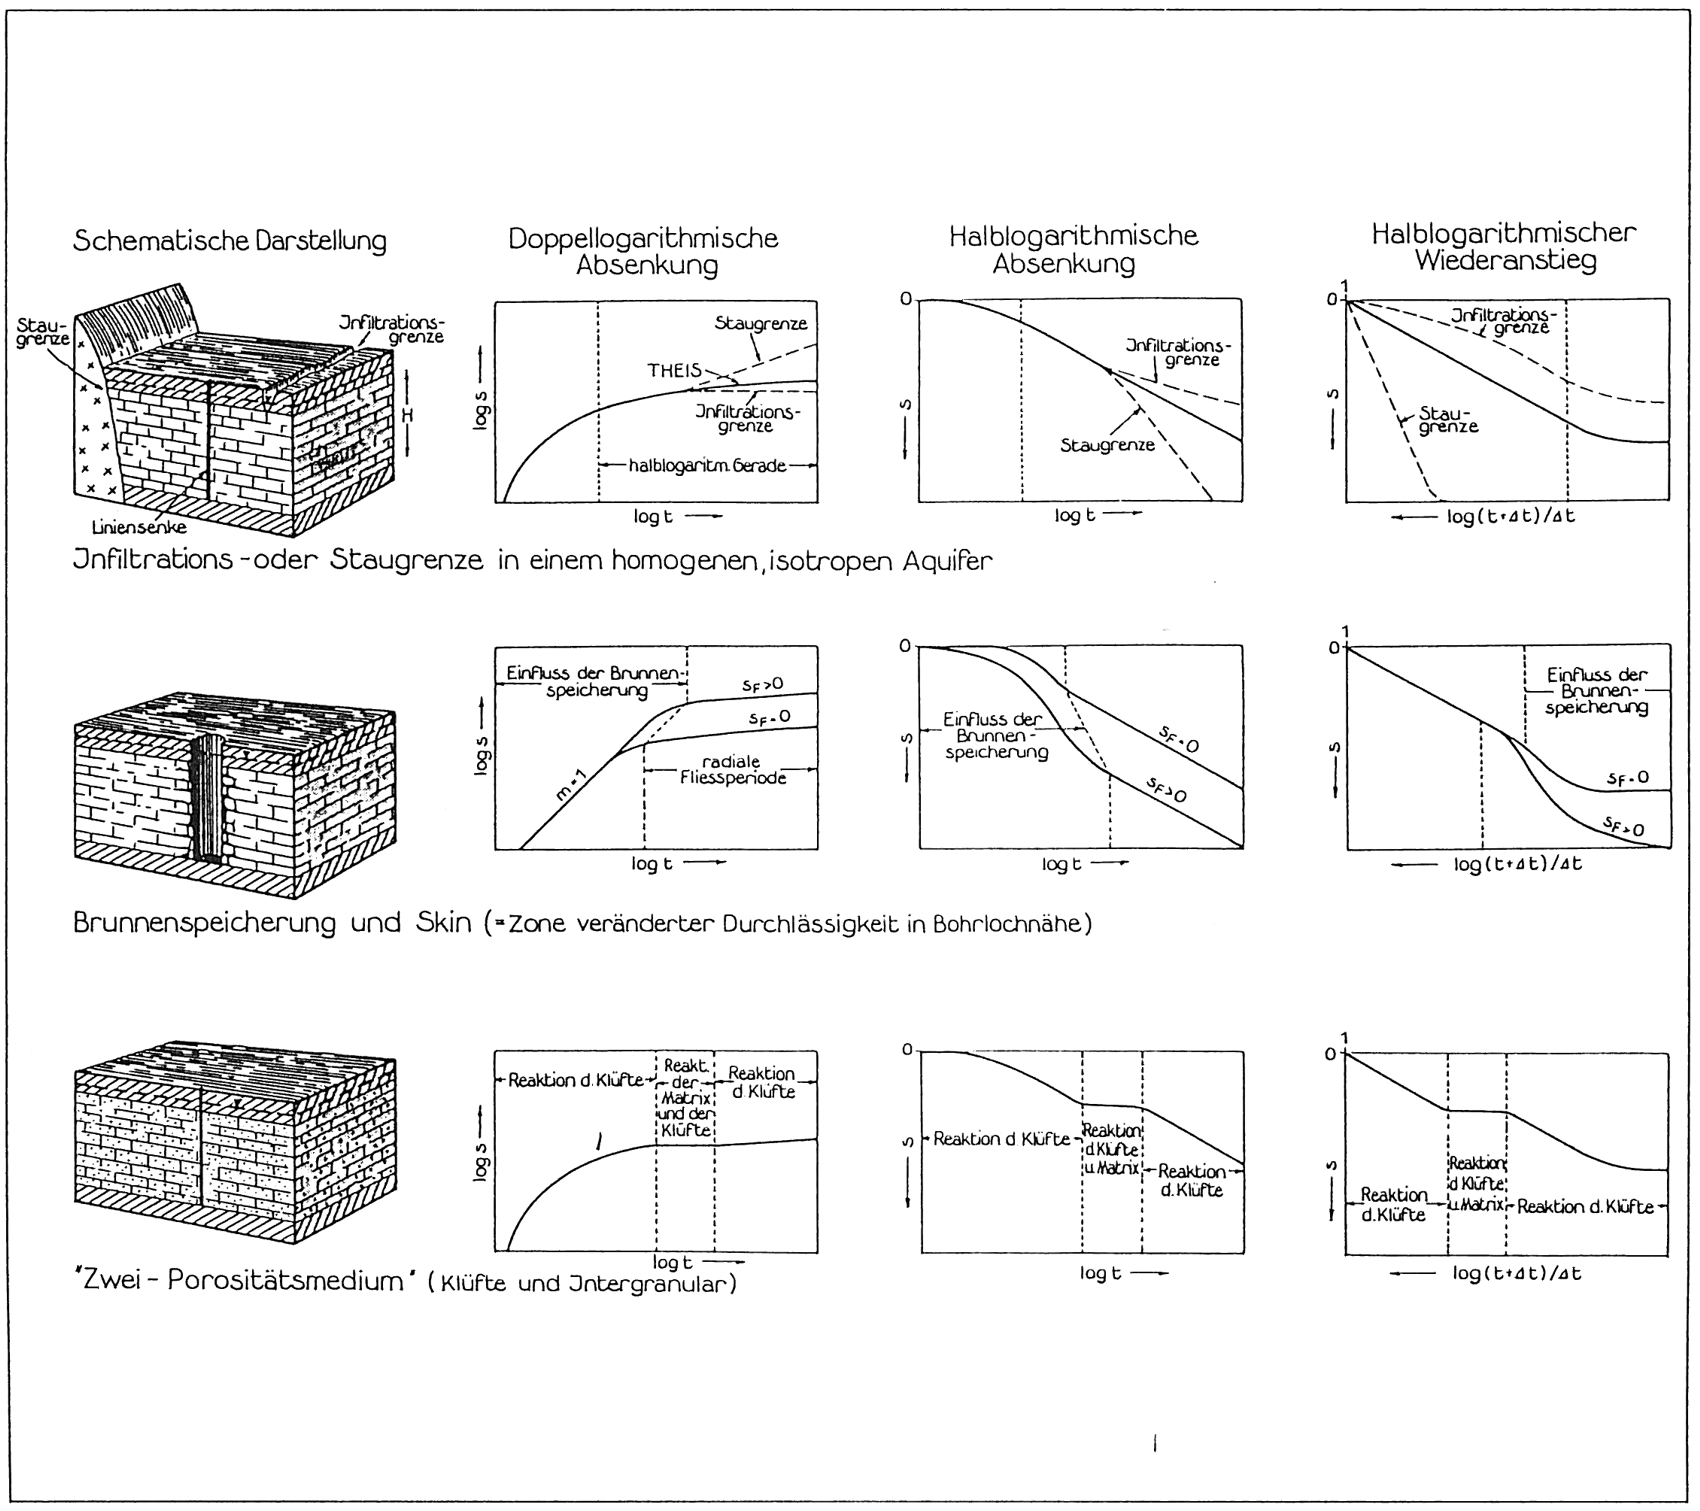 Schematische Darstellung
Doppellogarithmische
Absenkung
Halblogarithmische
Absenkung
Halblogarithmischer
Wiederanstieg
Stau-
grenze
Jnfiltrations-
grenze
H
Liniensenke
log s
Staugrenze
THEIS
Jnfiltrations-
grenze
halblogaritm. Gerade
log t
0
s
Jnfiltrations-
grenze
Staugrenze
log t
1
0
s
Jnfiltrations-
grenze
Stau-
grenze
log (t+Δt)/Δt
Jnfiltrations-oder Staugrenze in einem homogenen, isotropen Aquifer
log s
Einfluss der Brunnen-
speicherung
sF>0
sF=0
m=1
radiale
Fliessperiode
log t
0
s
Einfluss der
Brunnen-
speicherung
sF=0
sF>0
log t
1
0
s
Einfluss der
Brunnen-
speicherung
sF=0
sF>0
log (t+Δt)/Δt
Brunnenspeicherung und Skin (=Zone veränderter Durchlässigkeit in Bohrlochnähe)
log s
Reaktion d. Klüfte
Reakt.
der
Matrix
und der
Klüfte
Reaktion
d. Klüfte
log t
0
s
Reaktion d. Klüfte
Reaktion
d Klüfte
u. Matrix
Reaktion
d. Klüfte
log t
1
0
s
Reaktion
d. Klüfte
Reaktion
d Klüfte
u. Matrix
Reaktion d. Klüfte
log (t+Δt)/Δt
"Zwei-Porositätsmedium" (Klüfte und Jntergranular)